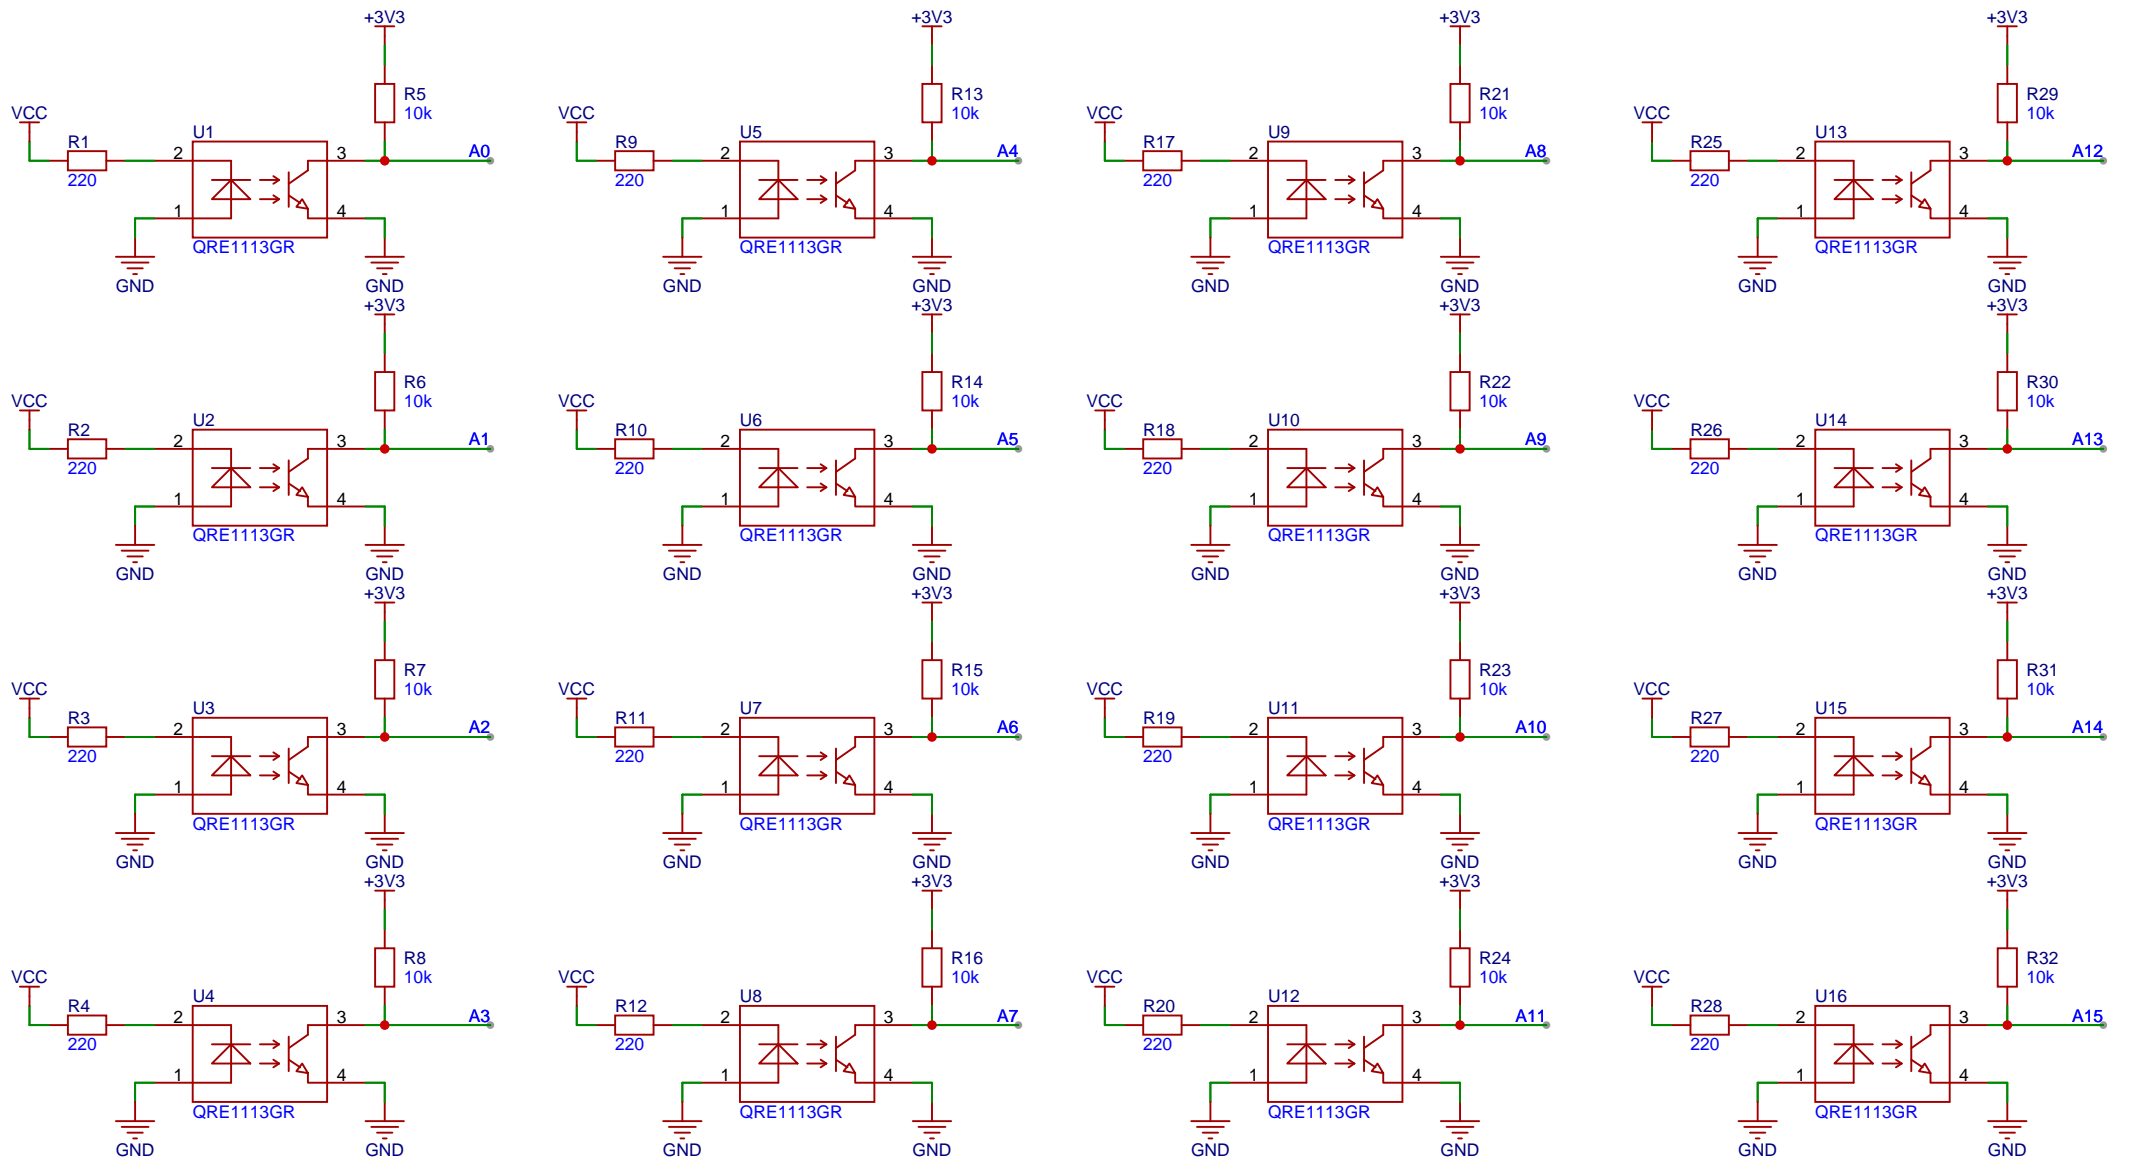 +3V3 +3V3 +3V3 +3V3
R5 R13 R21 R29
10k 10k 10k 10k
VCC VCC VCC VCC
R1 U1 R9 U5 R17 U9 R25 U13
2 3 A0 2 3 A4 2 3 A8 2 3 A12
220 220 220 220
1 4 1 4 1 4 1 4
QRE1113GR QRE1113GR QRE1113GR QRE1113GR
GND GND GND GND GND GND GND GND
+3V3 +3V3 +3V3 +3V3
R6 R14 R22 R30
10k 10k 10k 10k
VCC VCC VCC VCC
R2 U2 R10 U6 R18 U10 R26 U14
2 3 A1 2 3 A5 2 3 A9 2 3 A13
220 220 220 220
1 4 1 4 1 4 1 4
QRE1113GR QRE1113GR QRE1113GR QRE1113GR
GND GND GND GND GND GND GND GND
+3V3 +3V3 +3V3 +3V3
R7 R15 R23 R31
10k 10k 10k 10k
VCC VCC VCC VCC
R3 U3 R11 U7 R19 U11 R27 U15
2 3 A2 2 3 A6 2 3 A10 2 3 A14
220 220 220 220
1 4 1 4 1 4 1 4
QRE1113GR QRE1113GR QRE1113GR QRE1113GR
GND GND GND GND GND GND GND GND
+3V3 +3V3 +3V3 +3V3
R8 R16 R24 R32
10k 10k 10k 10k
VCC VCC VCC VCC
R4 U4 R12 U8 R20 U12 R28 U16
2 3 A3 2 3 A7 2 3 A11 2 3 A15
220 220 220 220
1 4 1 4 1 4 1 4
QRE1113GR QRE1113GR QRE1113GR QRE1113GR
GND GND GND GND GND GND GND GND